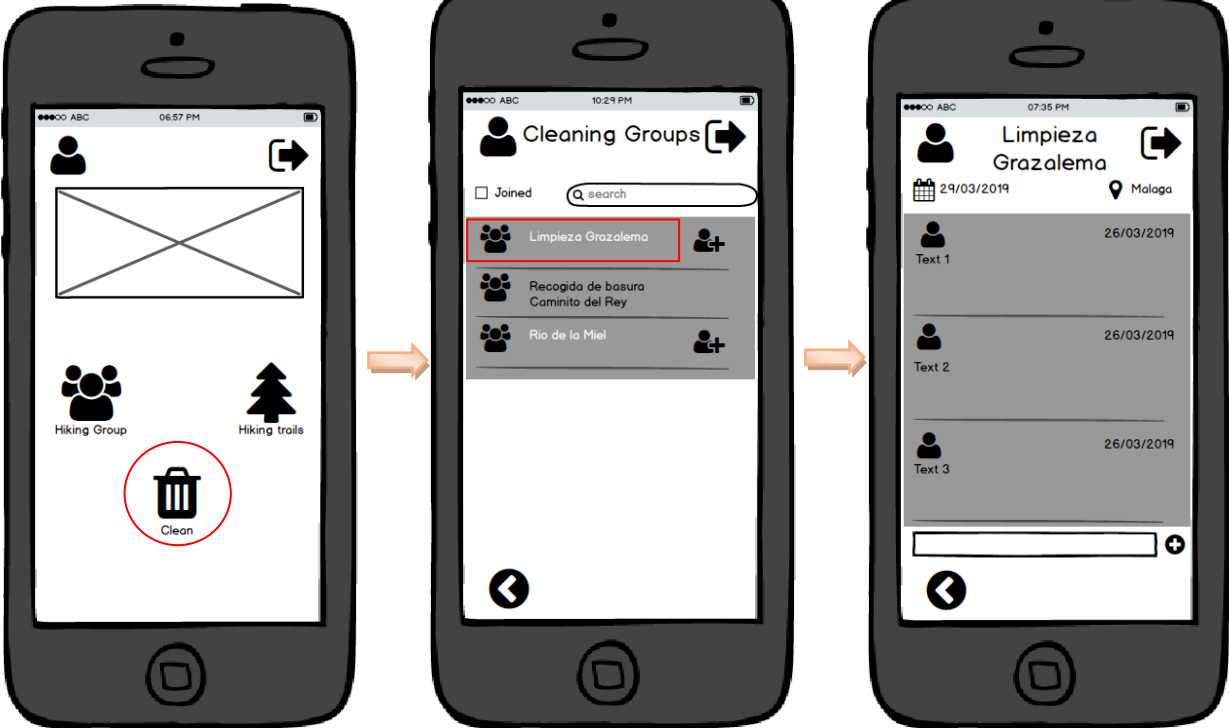 ABC 06:57 PM
Hiking Group
Hiking trails
Clean
ABC 10:29 PM
Cleaning Groups
Joined
search
Limpieza Grazalema
Recogida de basura
Caminito del Rey
Rio de la Miel
ABC 07:35 PM
Limpieza
Grazalema
29/03/2019 Malaga
26/03/2019
Text 1
26/03/2019
Text 2
26/03/2019
Text 3